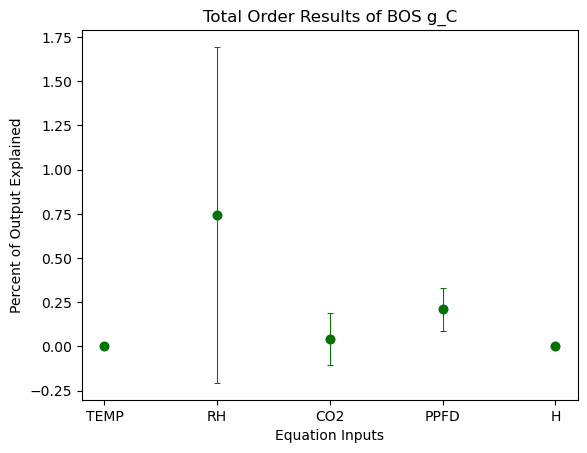 Total Order Results of BOS g_C
Percent of Output Explained
1.75
1.50
1.25
1.00
0.75
0.50
0.25
0.00
−0.25
TEMP RH CO2 PPFD H
Equation Inputs